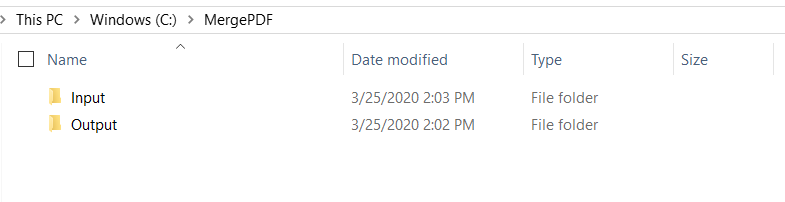 This PC > Windows (C:) > MergePDF
Name Date modified Type Size
Input 3/25/2020 2:03 PM File folder
Output 3/25/2020 2:02 PM File folder